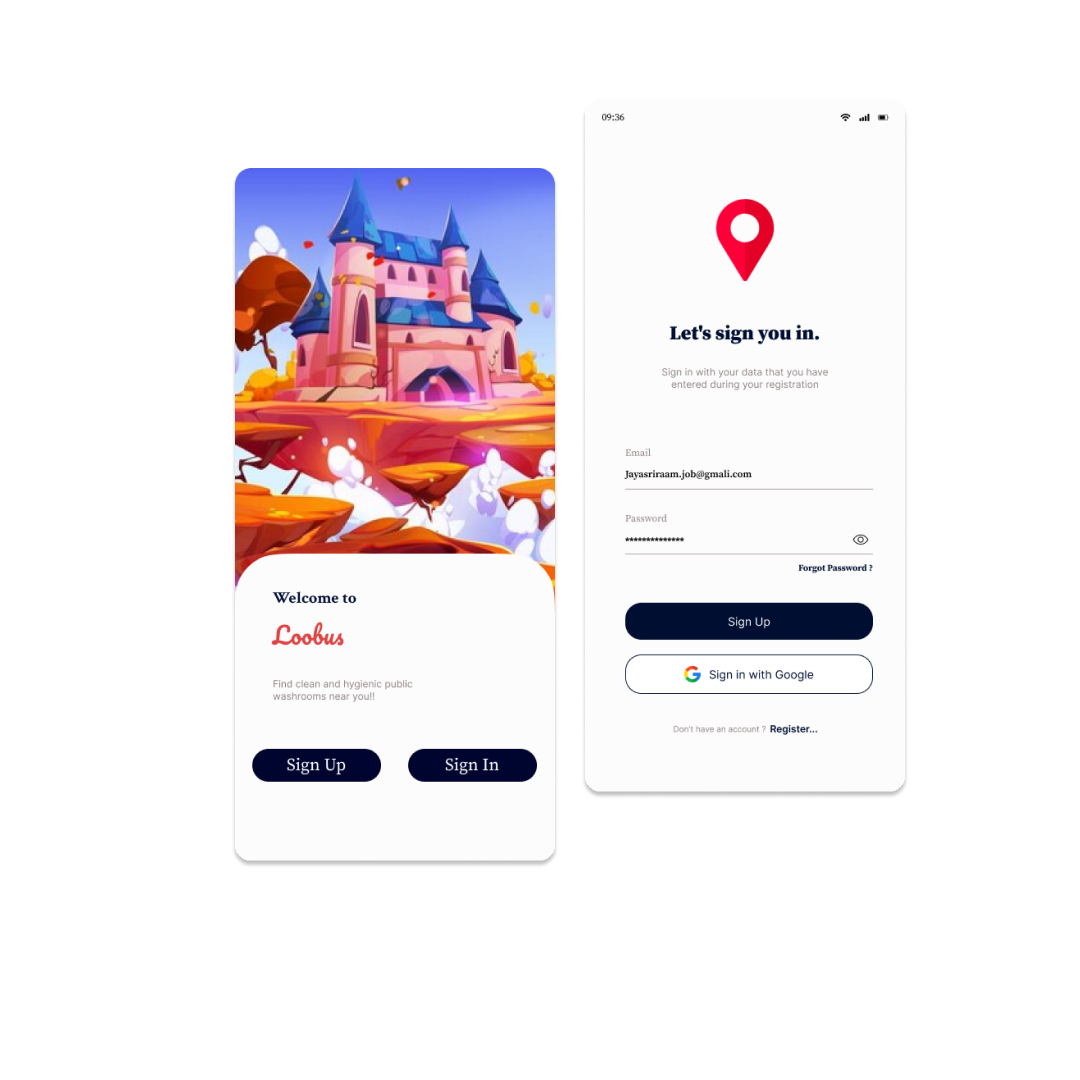 Welcome to
Loobus
Find clean and hygienic public
washrooms near you!!
Sign Up
Sign In
09:36
Let's sign you in.
Sign in with your data that you have
entered during your registration
Email
Jayasriraam.job@gmali.com
Password
**************
Forgot Password ?
Sign Up
Sign in with Google
Don't have an account ? Register...